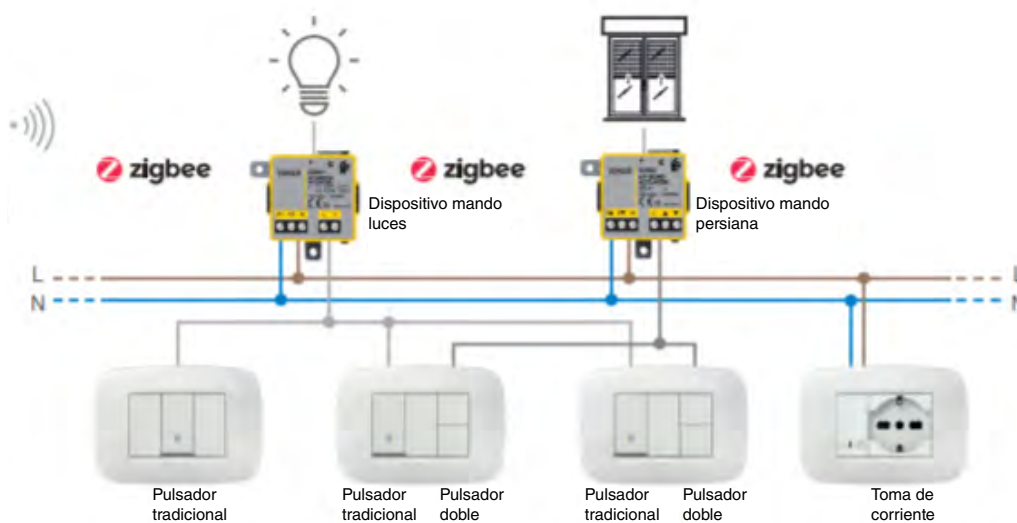 zigbee
zigbee
zigbee
Dispositivo mando
luces
Dispositivo mando
persiana
L
L
N
N
Pulsador
tradicional
Pulsador
tradicional
Pulsador
doble
Pulsador
tradicional
Pulsador
doble
Toma de
corriente